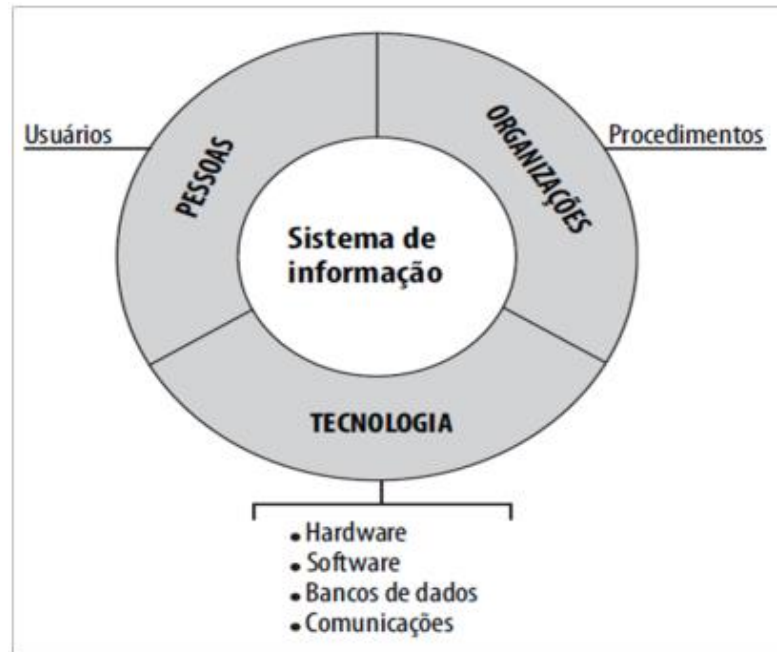 Usuários
PESSOAS
ORGANIZAÇÕES
Procedimentos
Sistema de
informação
TECNOLOGIA
• Hardware
• Software
• Bancos de dados
• Comunicações